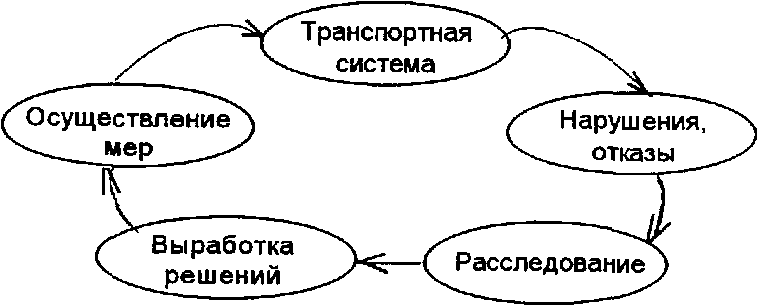 Транспортная
система
Осуществление
мер
Нарушения,
отказы
Выработка
решений
Расследование